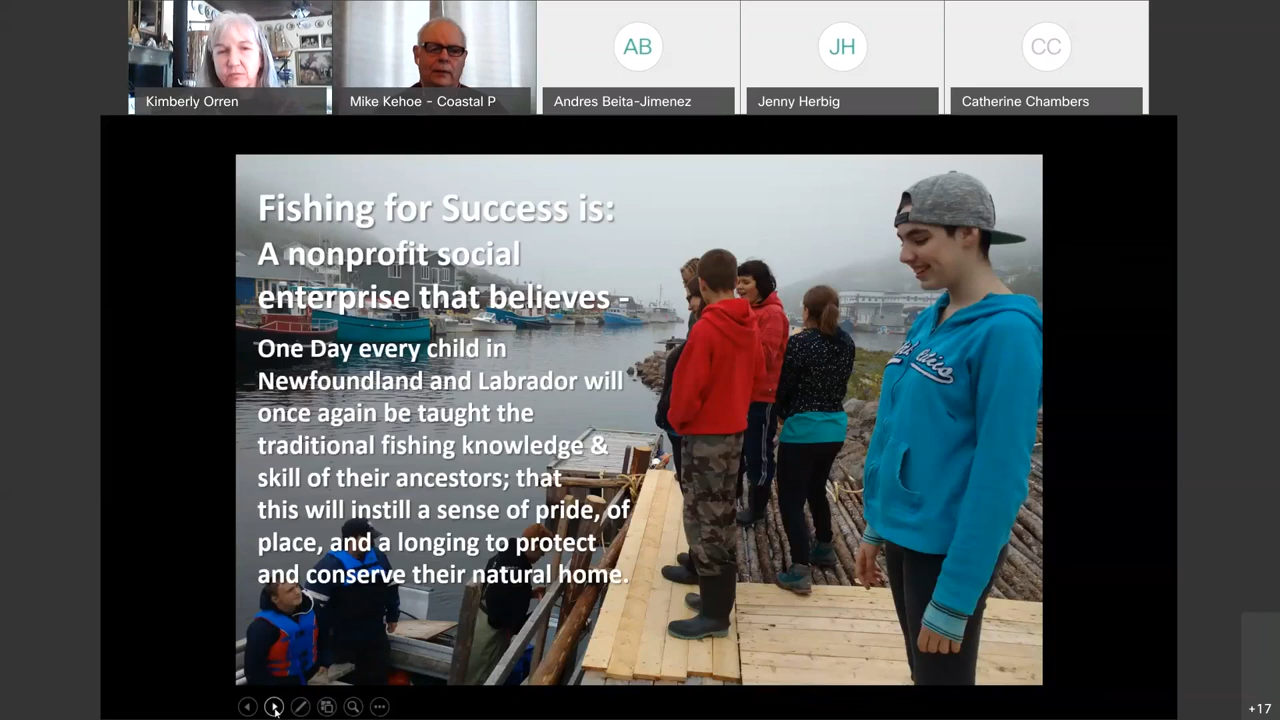 Kimberly Orren
Mike Kehoe - Coastal P
AB
Andres Beita-Jimenez
JH
Jenny Herbig
CC
Catherine Chambers
Fishing for Success is:
A nonprofit social
enterprise that believes -
One Day every child in
Newfoundland and Labrador will
once again be taught the
traditional fishing knowledge &
skill of their ancestors; that
this will instill a sense of pride, of
place, and a longing to protect
and conserve their natural home.
+17